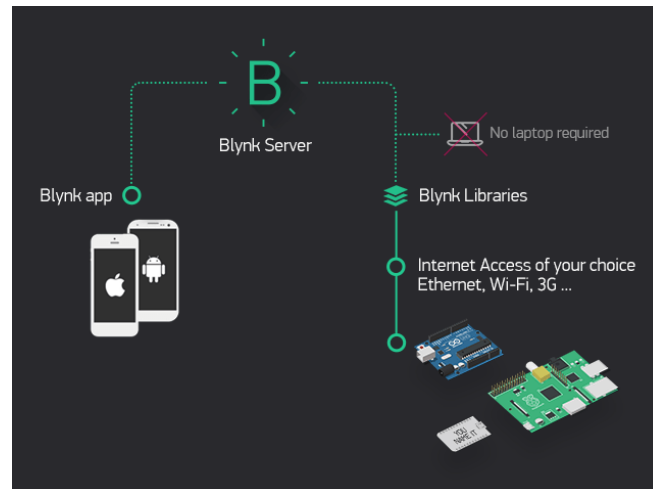 B
Blynk Server
No laptop required
Blynk app
Blynk Libraries
Internet Access of your choice
Ethernet, Wi-Fi, 3G ...
BLYNK
YOU
NAME IT